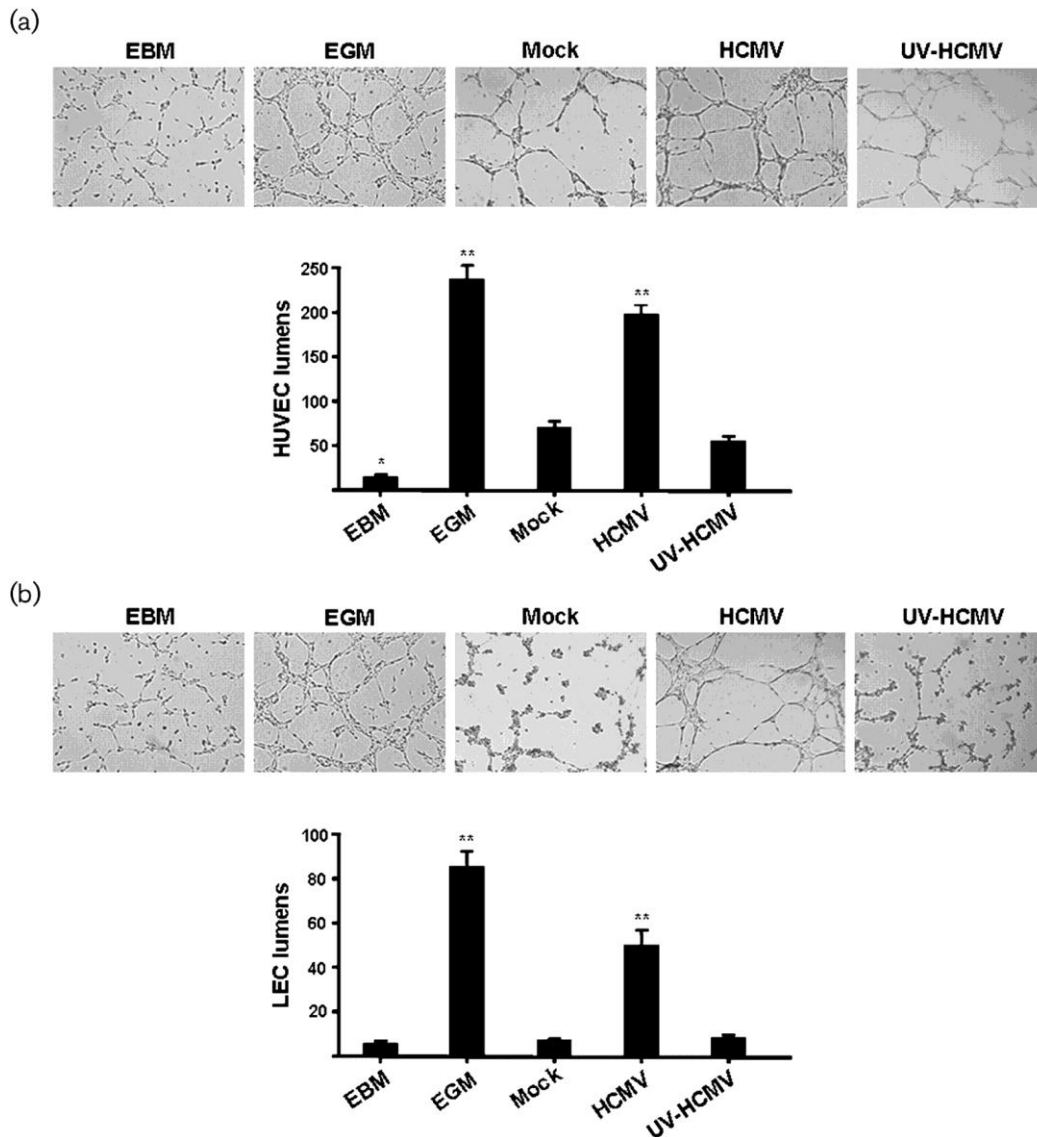 (a)
EBM EGM Mock HCMV UV-HCMV
HUVEC lumens
250
200
150
100
50
*
**
**
EBM EGM Mock HCMV UV-HCMV
(b)
EBM EGM Mock HCMV UV-HCMV
LEC lumens
100
80
60
40
20
**
**
EBM EGM Mock HCMV UV-HCMV